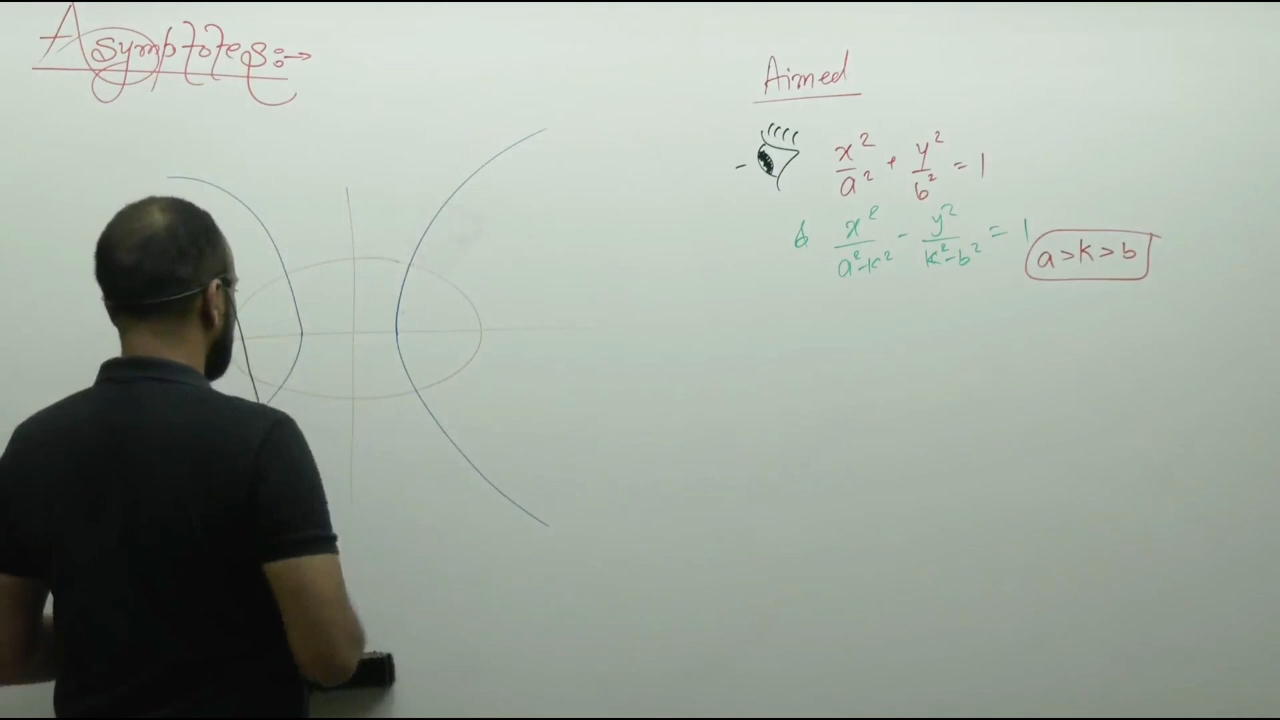 Asymptotes:→
Aimed
x²/a² + y²/b² = 1
& x²/a²-k² - y²/k²-b² = 1
a>k>b